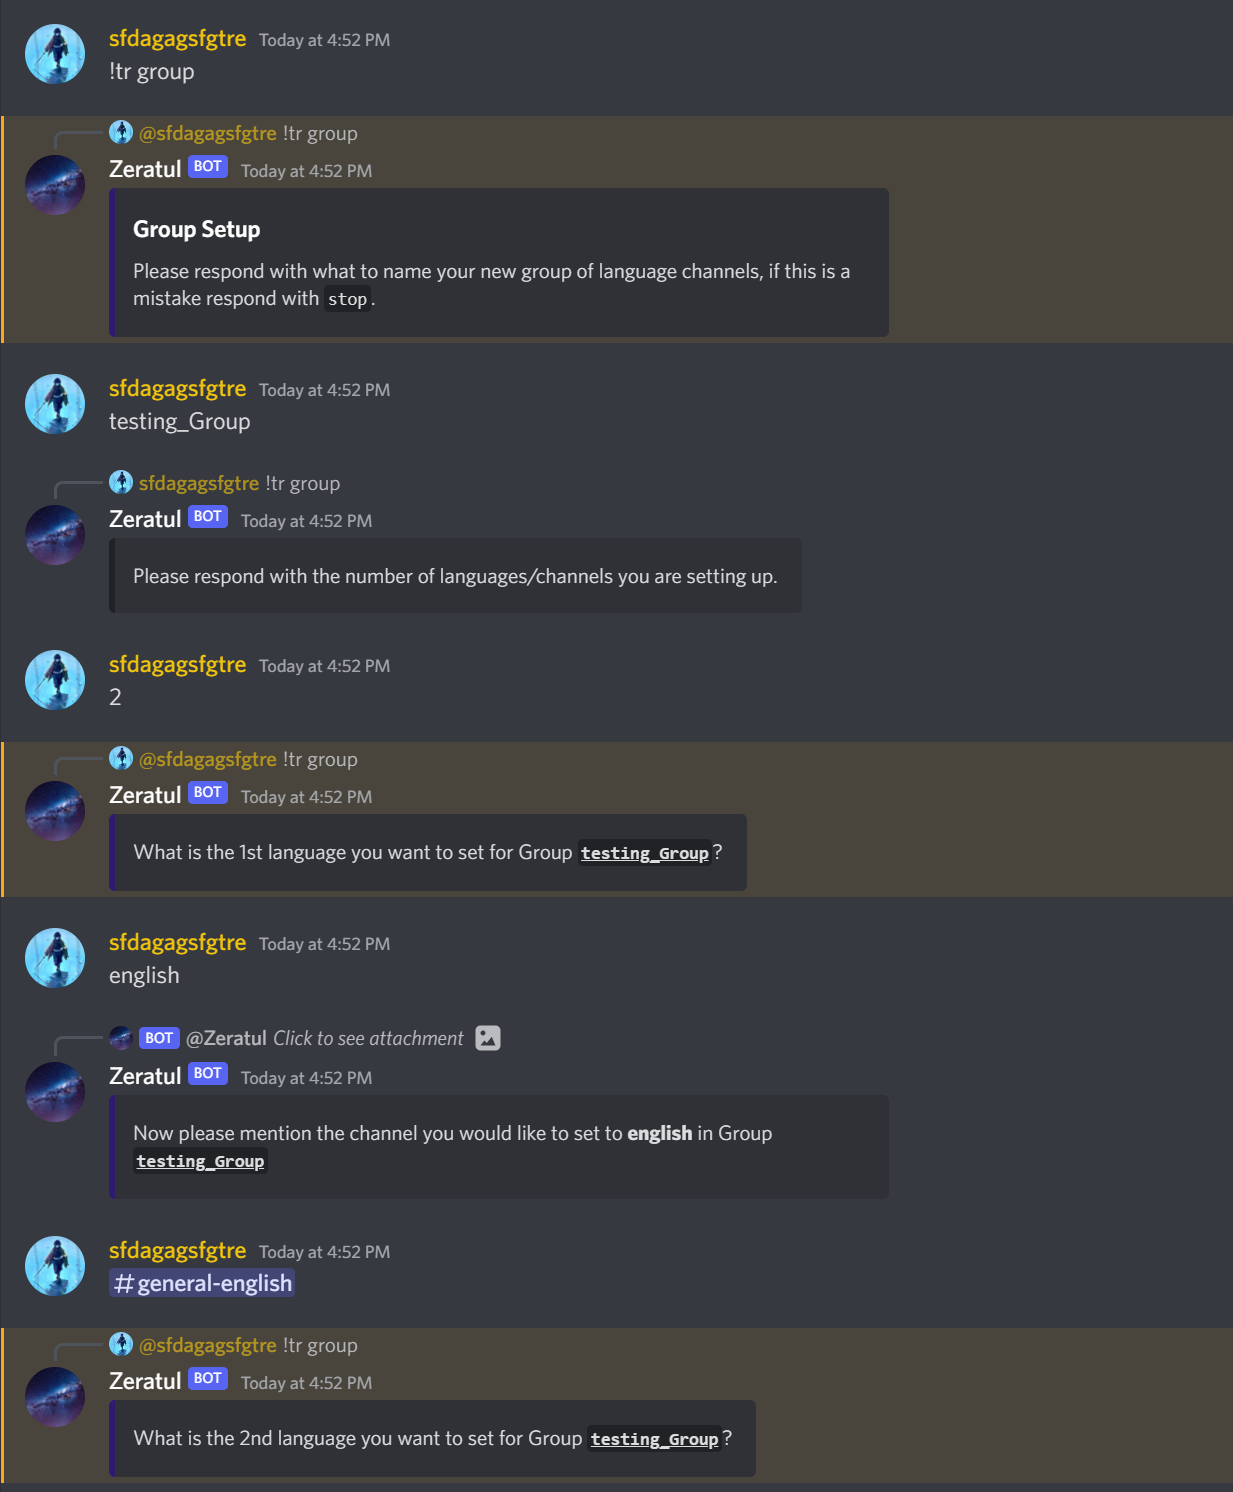 sfdagagsfgtre Today at 4:52 PM
!tr group
@sfdagagsfgtre !tr group
Zeratul BOT Today at 4:52 PM
Group Setup
Please respond with what to name your new group of language channels, if this is a
mistake respond with stop.
sfdagagsfgtre Today at 4:52 PM
testing_Group
sfdagagsfgtre !tr group
Zeratul BOT Today at 4:52 PM
Please respond with the number of languages/channels you are setting up.
sfdagagsfgtre Today at 4:52 PM
2
@sfdagagsfgtre !tr group
Zeratul BOT Today at 4:52 PM
What is the 1st language you want to set for Group testing_Group?
sfdagagsfgtre Today at 4:52 PM
english
BOT @Zeratul Click to see attachment
Zeratul BOT Today at 4:52 PM
Now please mention the channel you would like to set to english in Group
testing_Group
sfdagagsfgtre Today at 4:52 PM
#general-english
@sfdagagsfgtre !tr group
Zeratul BOT Today at 4:52 PM
What is the 2nd language you want to set for Group testing_Group?